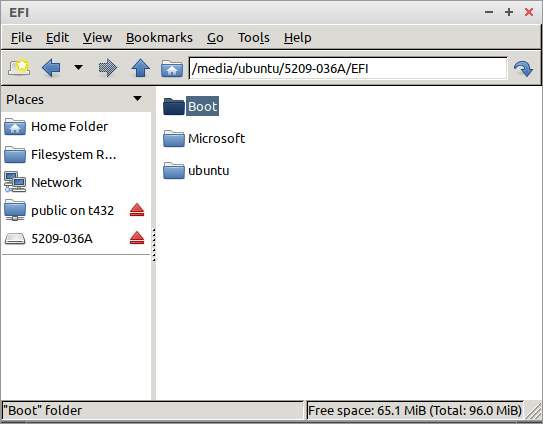 EFI
File Edit View Bookmarks Go Tools Help
/media/ubuntu/5209-036A/EFI
Places
Home Folder
Filesystem R...
Network
public on t432
5209-036A
Boot
Microsoft
ubuntu
"Boot" folder
Free space: 65.1 MiB (Total: 96.0 MiB)